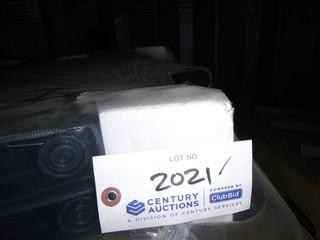 LOT NO
2021/
CENTURY
AUCTIONS
A DIVISION OF CENTURY SERVICES
POWERED BY
ClubBid